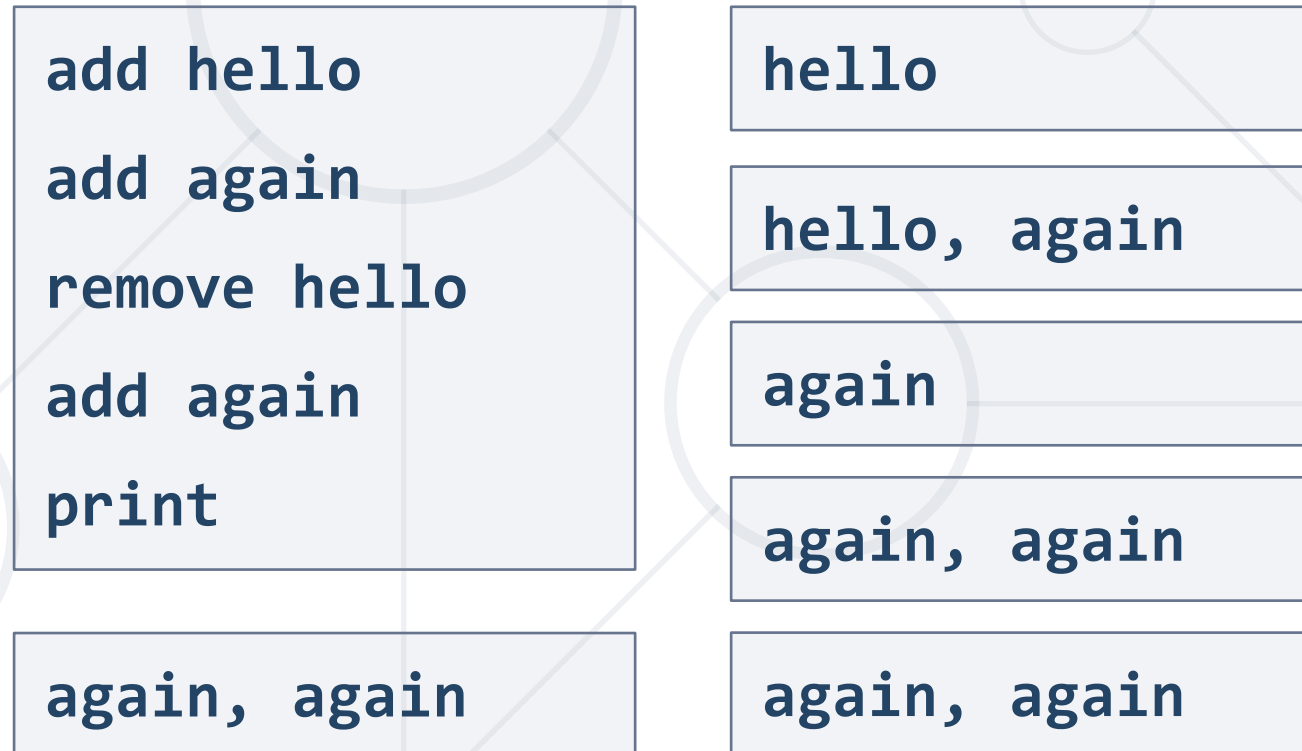 add hello
add again
remove hello
add again
print
again, again
hello
hello, again
again
again, again
again, again